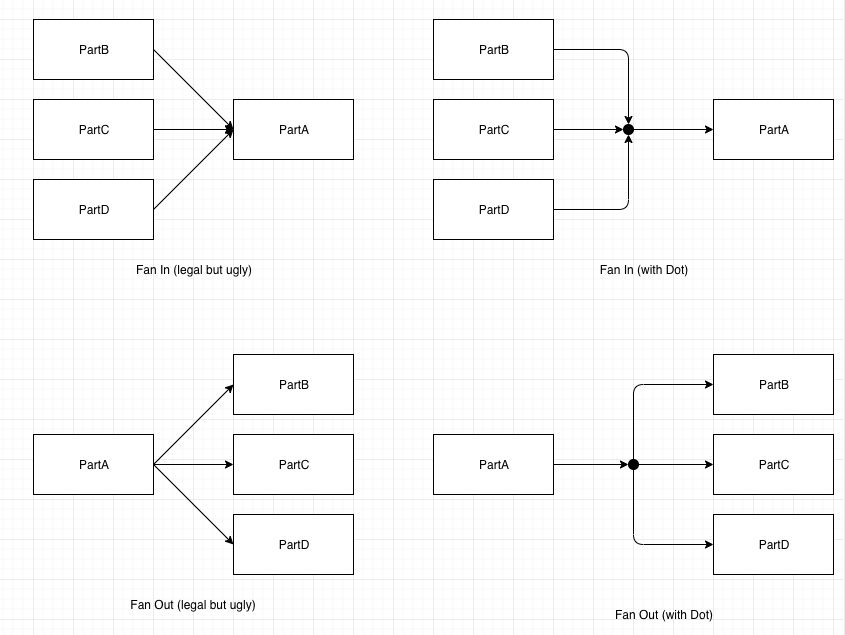 PartB
PartC
PartA
PartD
Fan In (legal but ugly)
PartB
PartC
PartA
PartD
Fan In (with Dot)
PartB
PartA
PartC
PartD
Fan Out (legal but ugly)
PartB
PartA
PartC
PartD
Fan Out (with Dot)